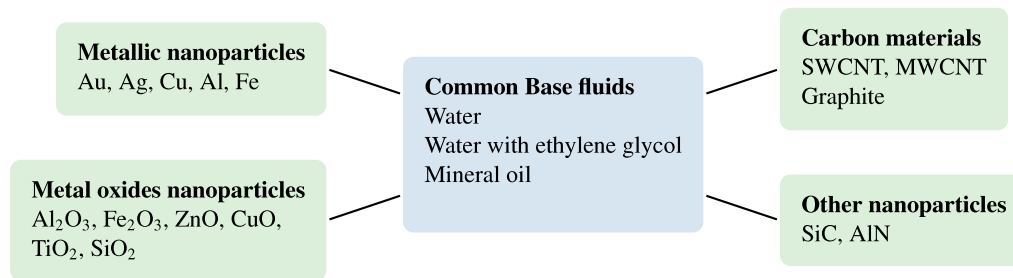 Metallic nanoparticles
Au, Ag, Cu, Al, Fe
Metal oxides nanoparticles
Al₂O₃, Fe₂O₃, ZnO, CuO,
TiO₂, SiO₂
Common Base fluids
Water
Water with ethylene glycol
Mineral oil
Carbon materials
SWCNT, MWCNT
Graphite
Other nanoparticles
SiC, AlN